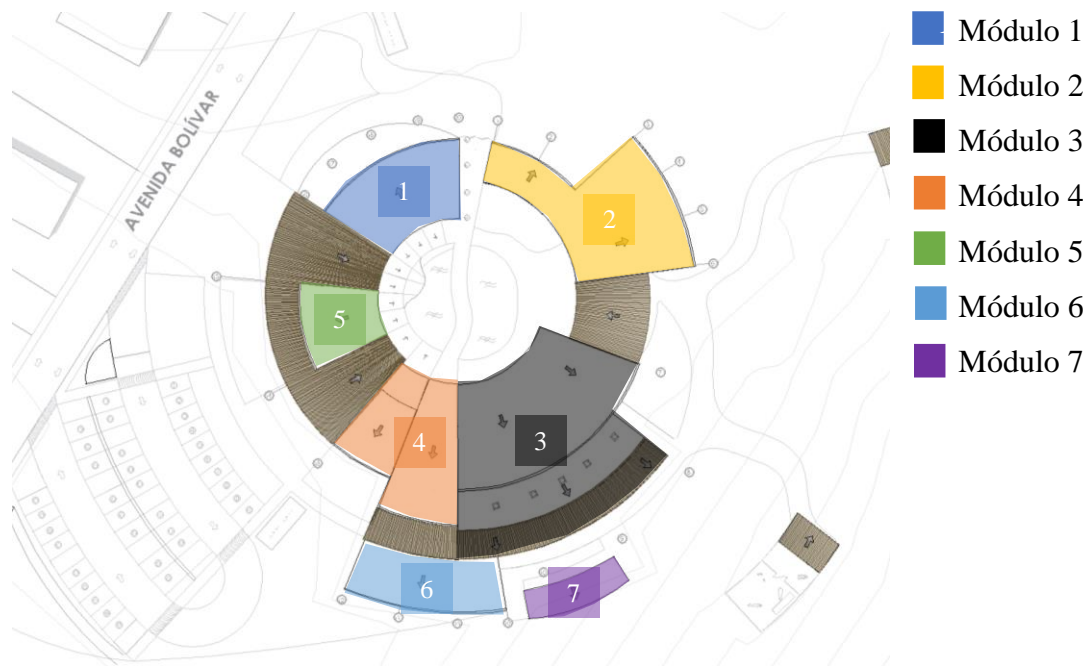 AVENIDA BOLÍVAR
1
2
3
4
5
6
7
Módulo 1
Módulo 2
Módulo 3
Módulo 4
Módulo 5
Módulo 6
Módulo 7